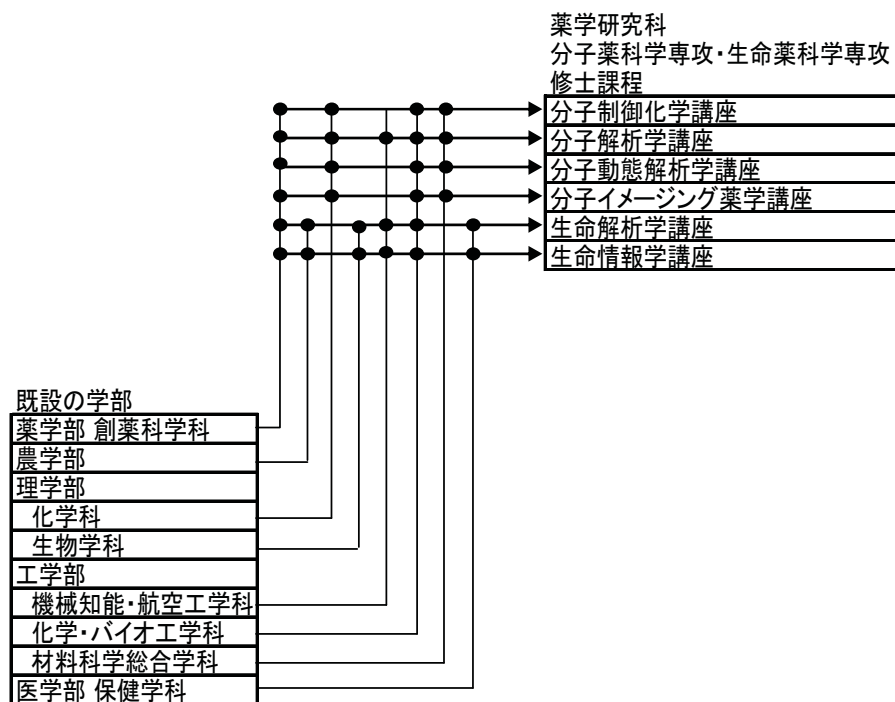 薬学研究科
分子薬科学専攻・生命薬科学専攻
修士課程
分子制御化学講座
分子解析学講座
分子動態解析学講座
分子イメージング薬学講座
生命解析学講座
生命情報学講座
既設の学部
薬学部 創薬科学科
農学部
理学部
化学科
生物学科
工学部
機械知能・航空工学科
化学・バイオ工学科
材料科学総合学科
医学部 保健学科